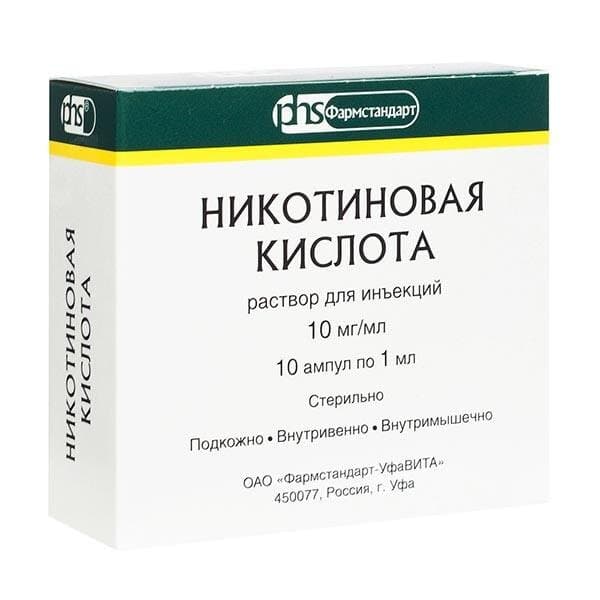 phs®
phs Фармстандарт
НИКОТИНОВАЯ
КИСЛОТА
НИКОТИНОВАЯ
КИСЛОТА
раствор для инъекций
10 мг/мл
10 ампул по 1 мл
Стерильно
Подкожно • Внутривенно • Внутримышечно
ОАО «Фармстандарт-УфаВИТА»
450077, Россия, г. Уфа